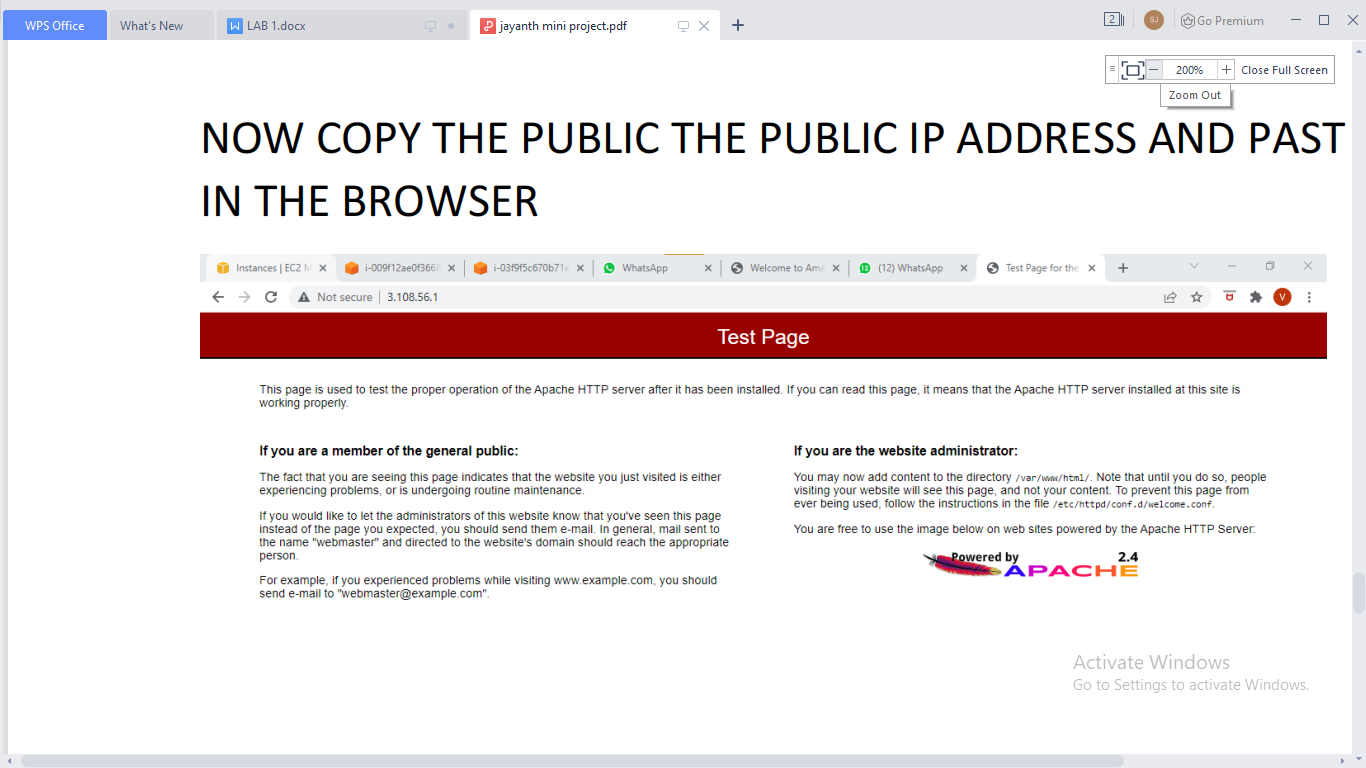 WPS Office What's New LAB 1.docx jayanth mini project.pdf 2 SJ Go Premium
200% Close Full Screen
Zoom Out
NOW COPY THE PUBLIC THE PUBLIC IP ADDRESS AND PAST
IN THE BROWSER
Instances | EC2 M i-009f12ae0f3668 i-03f9f5c670b71e WhatsApp Welcome to Ama (12) WhatsApp Test Page for the
Not secure 3.108.56.1 V
Test Page
This page is used to test the proper operation of the Apache HTTP server after it has been installed. If you can read this page, it means that the Apache HTTP server installed at this site is
working properly.
If you are a member of the general public:
The fact that you are seeing this page indicates that the website you just visited is either
experiencing problems, or is undergoing routine maintenance.
If you would like to let the administrators of this website know that you've seen this page
instead of the page you expected, you should send them e-mail. In general, mail sent to
the name "webmaster" and directed to the website's domain should reach the appropriate
person.
For example, if you experienced problems while visiting www.example.com, you should
send e-mail to "webmaster@example.com".
If you are the website administrator:
You may now add content to the directory /var/www/html/. Note that until you do so, people
visiting your website will see this page, and not your content. To prevent this page from
ever being used, follow the instructions in the file /etc/httpd/conf.d/welcome.conf.
You are free to use the image below on web sites powered by the Apache HTTP Server:
Powered by 2.4
APACHE
Activate Windows
Go to Settings to activate Windows.